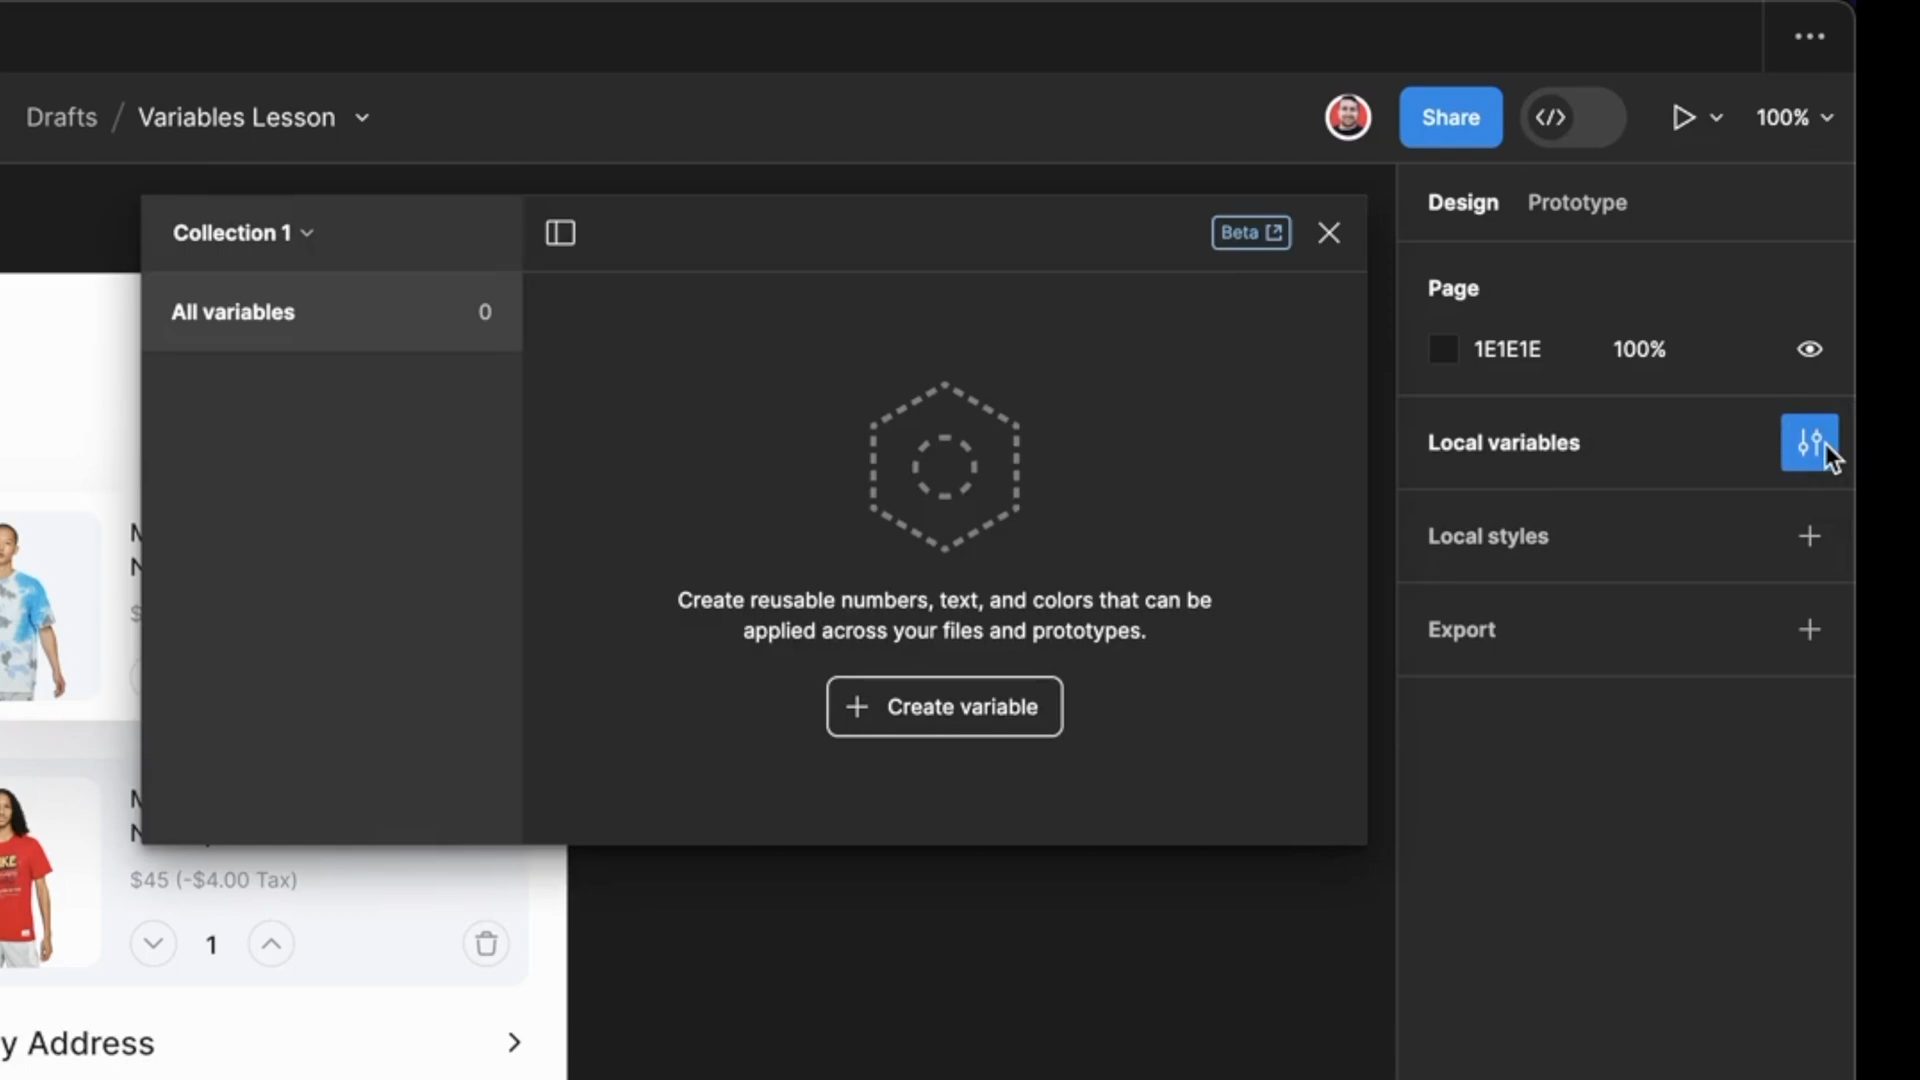 Drafts / Variables Lesson
Share
100%
Collection 1
Beta
Design
Prototype
All variables
0
Page
1E1E1E
100%
Local variables
Local styles
Export
Create reusable numbers, text, and colors that can be
applied across your files and prototypes.
+ Create variable
$45 (-$4.00 Tax)
1
y Address